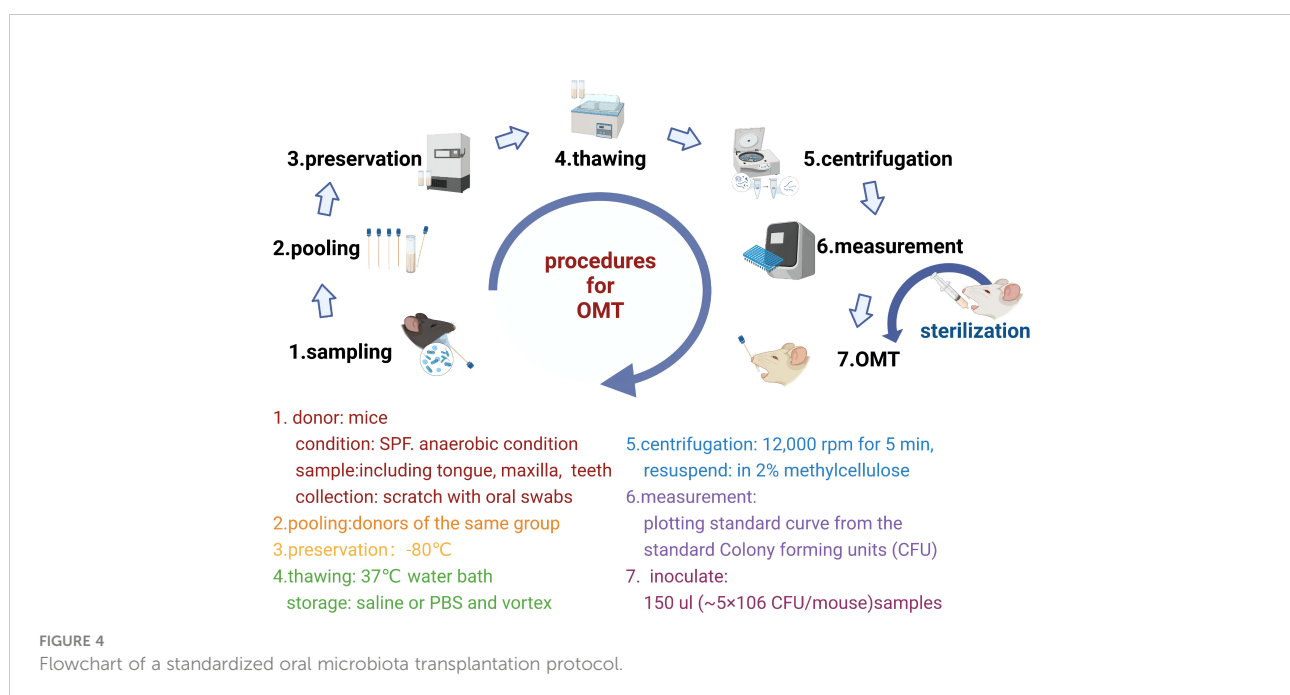 3.preservation
4.thawing
5.centrifugation
2.pooling
procedures
for
OMT
6.measurement
1.sampling
sterilization
7.OMT
1. donor: mice
condition: SPF. anaerobic condition
sample:including tongue, maxilla, teeth
collection: scratch with oral swabs
2.pooling:donors of the same group
3.preservation: -80℃
4.thawing: 37℃ water bath
storage: saline or PBS and vortex
5.centrifugation: 12,000 rpm for 5 min,
resuspend: in 2% methylcellulose
6.measurement:
plotting standard curve from the
standard Colony forming units (CFU)
7. inoculate:
150 ul (~5×106 CFU/mouse)samples
FIGURE 4
Flowchart of a standardized oral microbiota transplantation protocol.